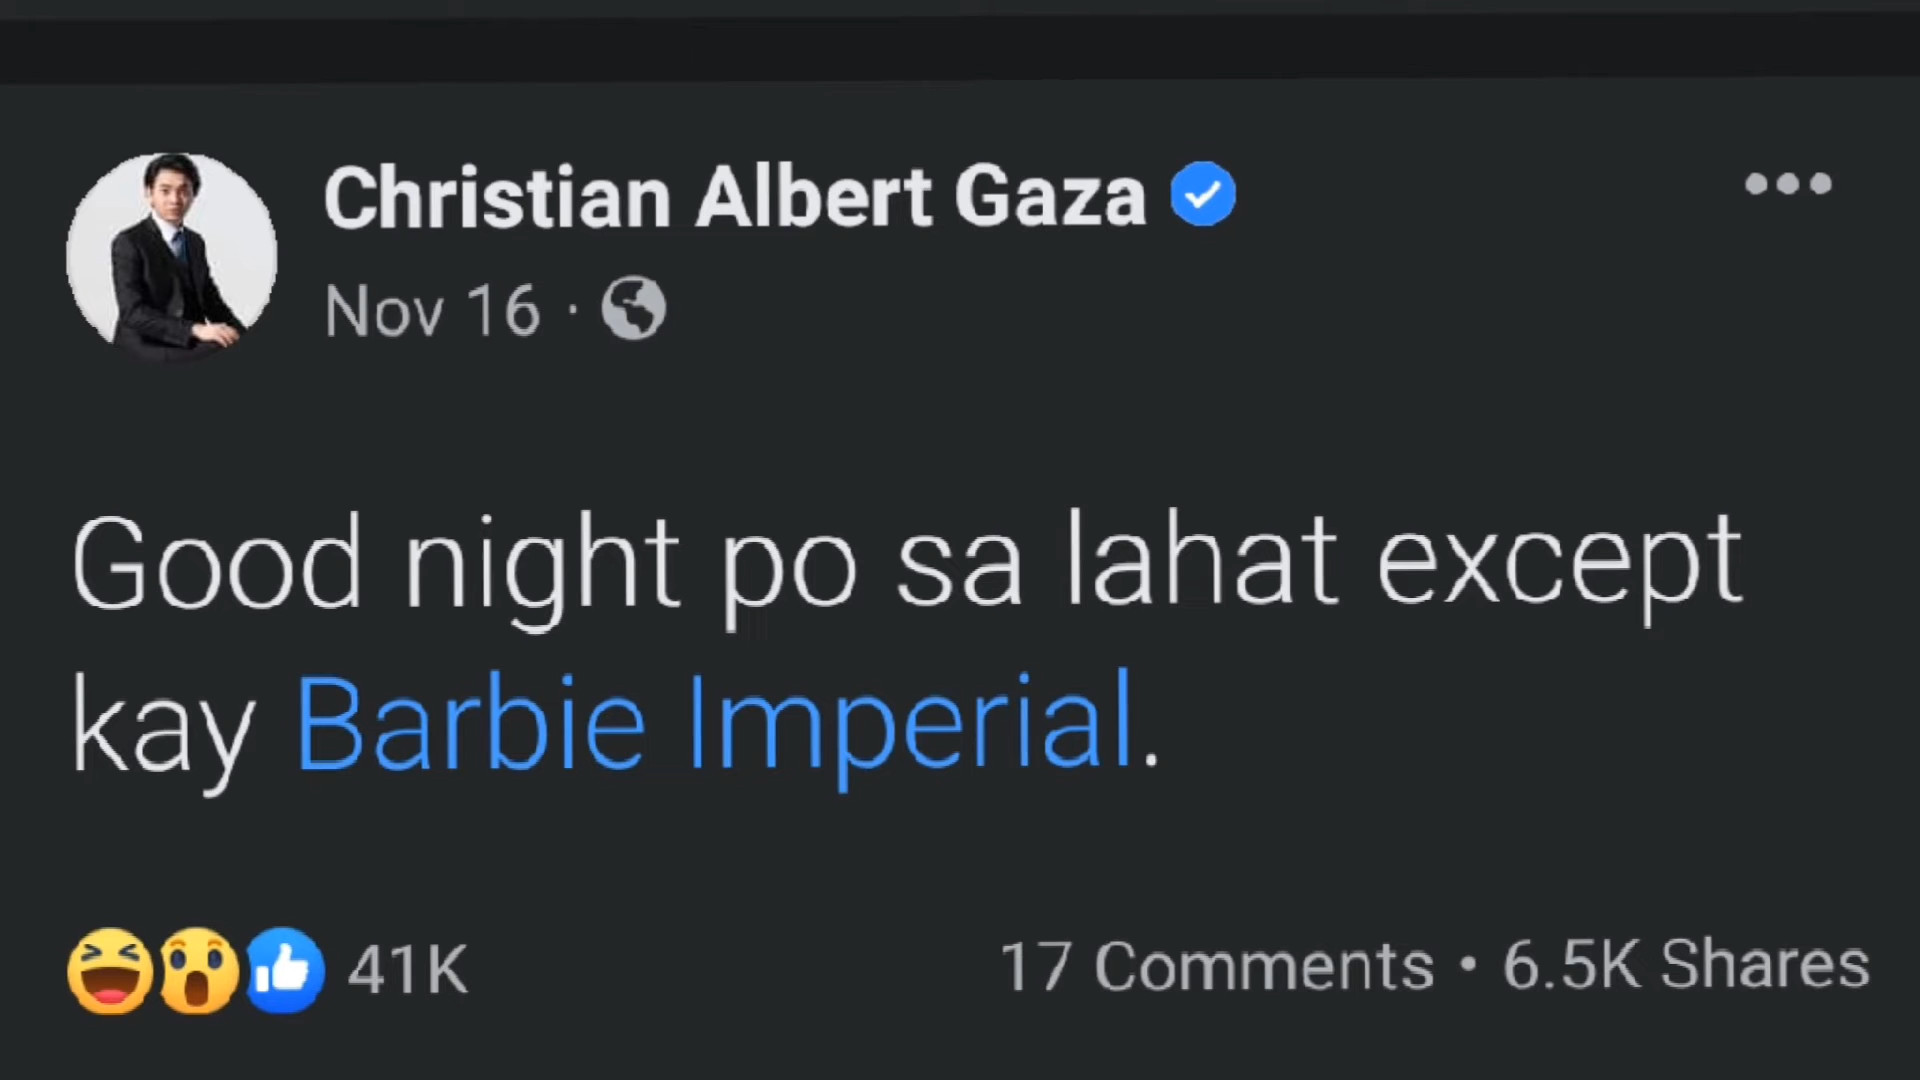 Christian Albert Gaza
Nov 16 ·
Good night po sa lahat except
kay Barbie Imperial.
41K
17 Comments • 6.5K Shares